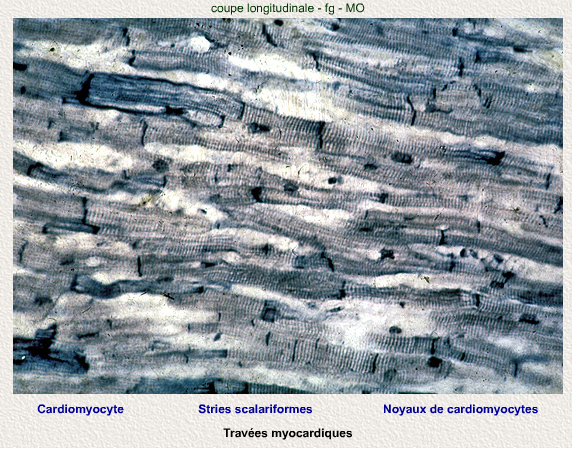 coupe longitudinale - fg - MO
Cardiomyocyte Stries scalariformes Noyaux de cardiomyocytes
Travées myocardiques